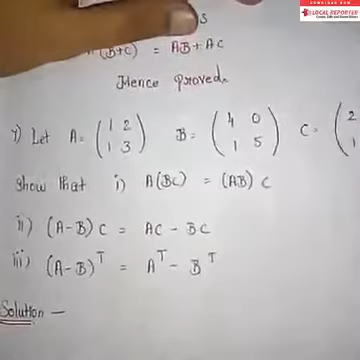 LOCAL REPORTER
(B+C) = AB + AC
Hence Proved.
7) Let A = ( 1 2 1 3 ) B = ( 4 0 1 5 ) C = ( 2 1
Show that i) A(BC) = (AB) C
ii) (A-B) C = AC - BC
iii) (A-B)^T = A^T - B^T
Solution -